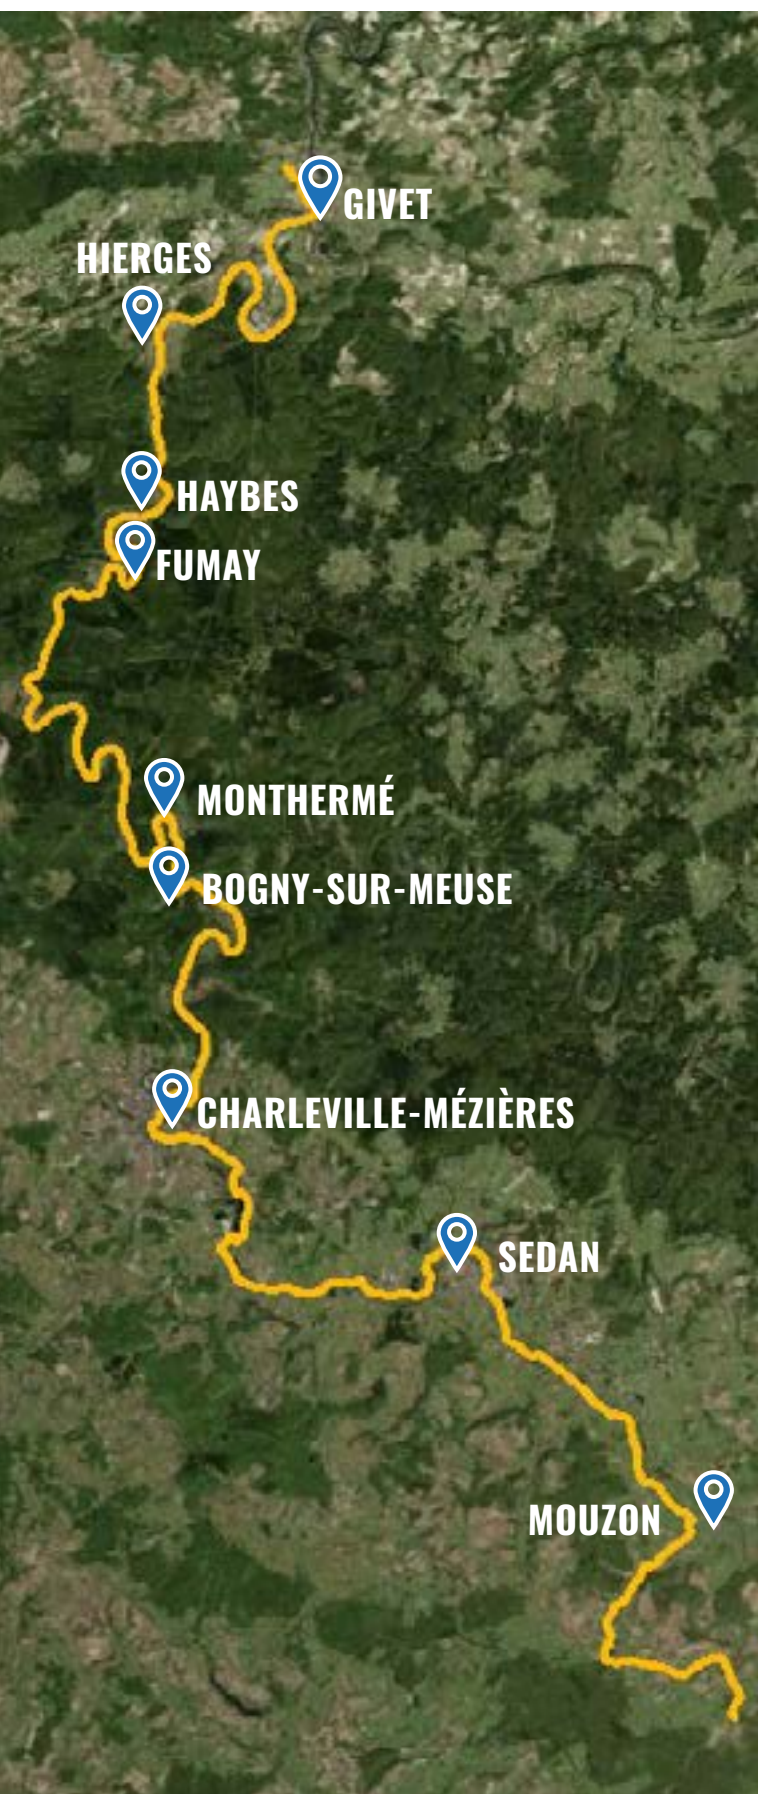 GIVET
HIERGES
HAYBES
FUMAY
MONTHERMÉ
BOGNY-SUR-MEUSE
CHARLEVILLE-MÉZIÈRES
SEDAN
MOUZON